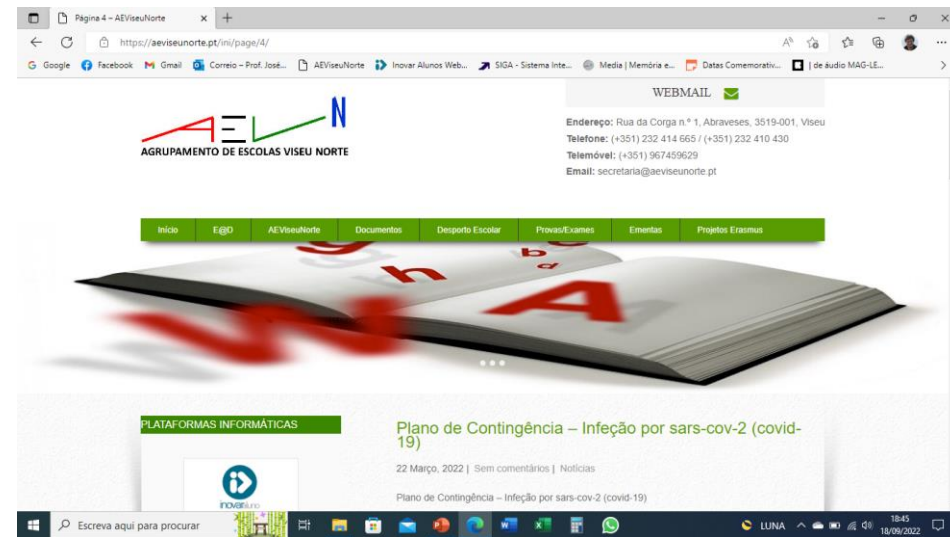 Página 4 – AEViseuNorte
https://aeviseunorte.pt/ini/page/4/
Google Facebook Gmail Correio – Prof. José... AEViseuNorte Inovar Alunos Web... SIGA - Sistema Inte... Media | Memória e... Datas Comemorativ... | de áudio MAG-LE...
WEBMAIL
AEL N
AGRUPAMENTO DE ESCOLAS VISEU NORTE
Endereço: Rua da Corga n.º 1, Abraveses, 3519-001, Viseu
Telefone: (+351) 232 414 665 / (+351) 232 410 430
Telemóvel: (+351) 967459629
Email: secretaria@aeviseunorte.pt
Início E@D AEViseuNorte Documentos Desporto Escolar Provas/Exames Ementas Projetos Erasmus
g h b d
W A
PLATAFORMAS INFORMÁTICAS
inovaraluno
Plano de Contingência – Infeção por sars-cov-2 (covid-
19)
22 Março, 2022 | Sem comentários | Notícias
Plano de Contingência – Infeção por sars-cov-2 (covid-19)
Escreva aqui para procurar
LUNA
18:45
18/09/2022